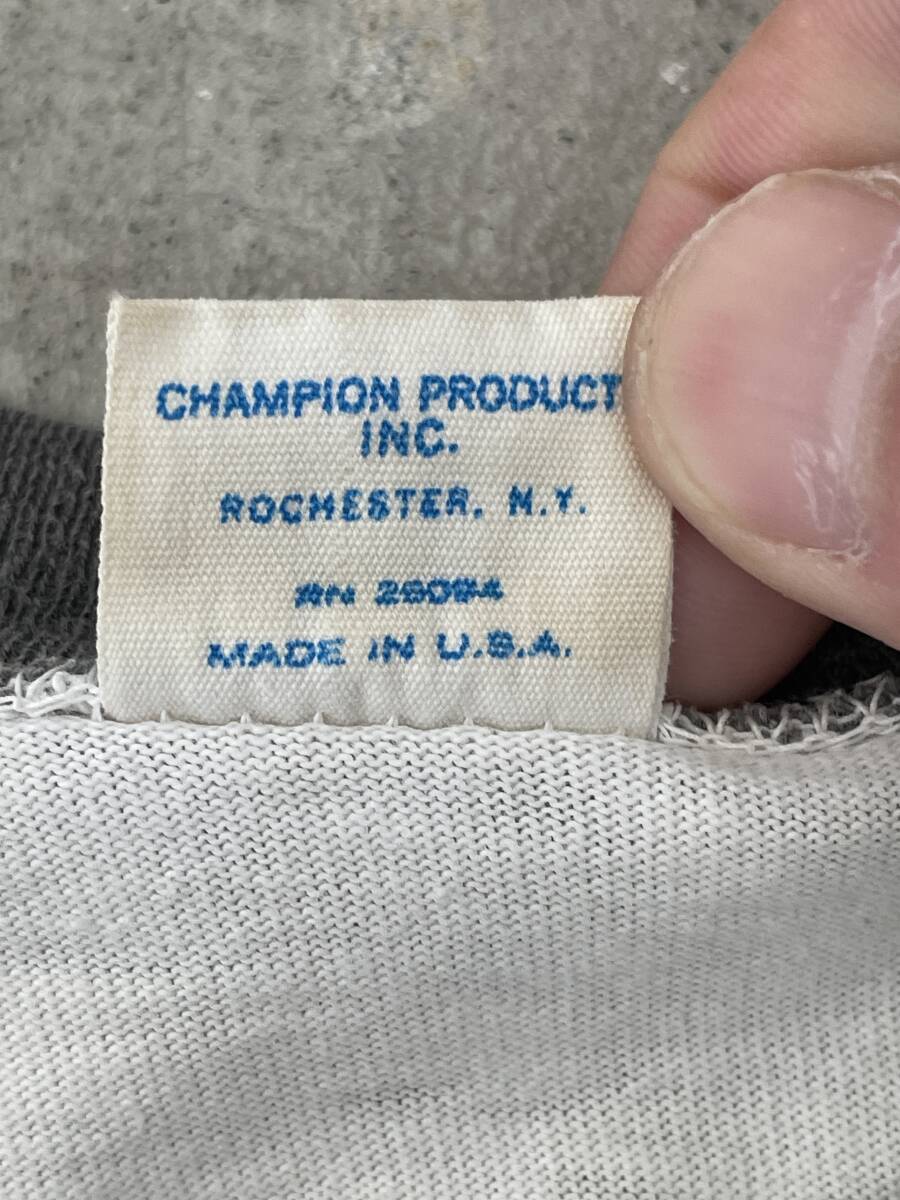 CHAMPION PRODUCT
INC.
ROCHESTER, N.Y.
RN 26094
MADE IN U.S.A.